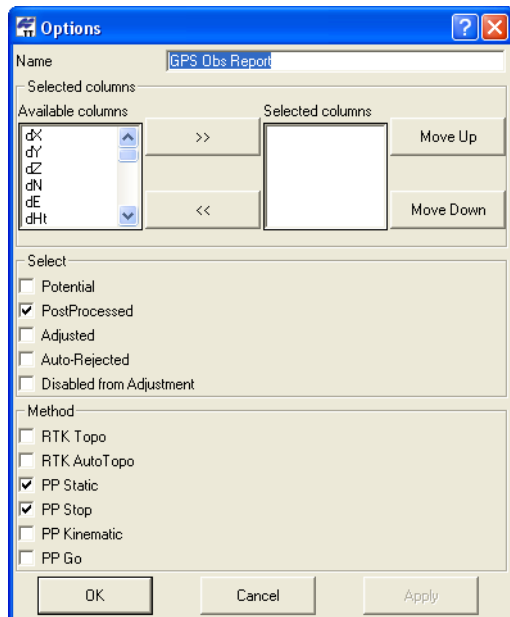 Options
Name GPS Obs Report
Selected columns
Available columns Selected columns
dX
dY
dZ
dN
dE
dHt
>>
<<
Move Up
Move Down
Select
Potential
PostProcessed
Adjusted
Auto-Rejected
Disabled from Adjustment
Method
RTK Topo
RTK AutoTopo
PP Static
PP Stop
PP Kinematic
PP Go
OK Cancel Apply